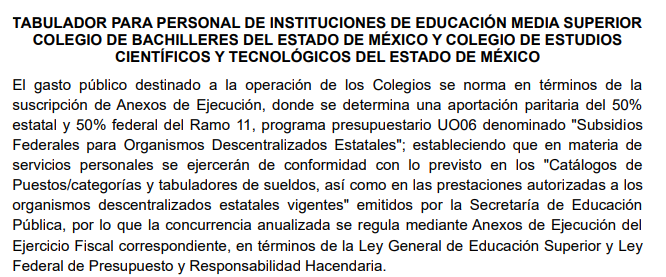 TABULADOR PARA PERSONAL DE INSTITUCIONES DE EDUCACIÓN MEDIA SUPERIOR
COLEGIO DE BACHILLERES DEL ESTADO DE MÉXICO Y COLEGIO DE ESTUDIOS
CIENTÍFICOS Y TECNOLÓGICOS DEL ESTADO DE MÉXICO
El gasto público destinado a la operación de los Colegios se norma en términos de la
suscripción de Anexos de Ejecución, donde se determina una aportación paritaria del 50%
estatal y 50% federal del Ramo 11, programa presupuestario UO06 denominado "Subsidios
Federales para Organismos Descentralizados Estatales"; estableciendo que en materia de
servicios personales se ejercerán de conformidad con lo previsto en los "Catálogos de
Puestos/categorías y tabuladores de sueldos, así como en las prestaciones autorizadas a los
organismos descentralizados estatales vigentes" emitidos por la Secretaría de Educación
Pública, por lo que la concurrencia anualizada se regula mediante Anexos de Ejecución del
Ejercicio Fiscal correspondiente, en términos de la Ley General de Educación Superior y Ley
Federal de Presupuesto y Responsabilidad Hacendaria.